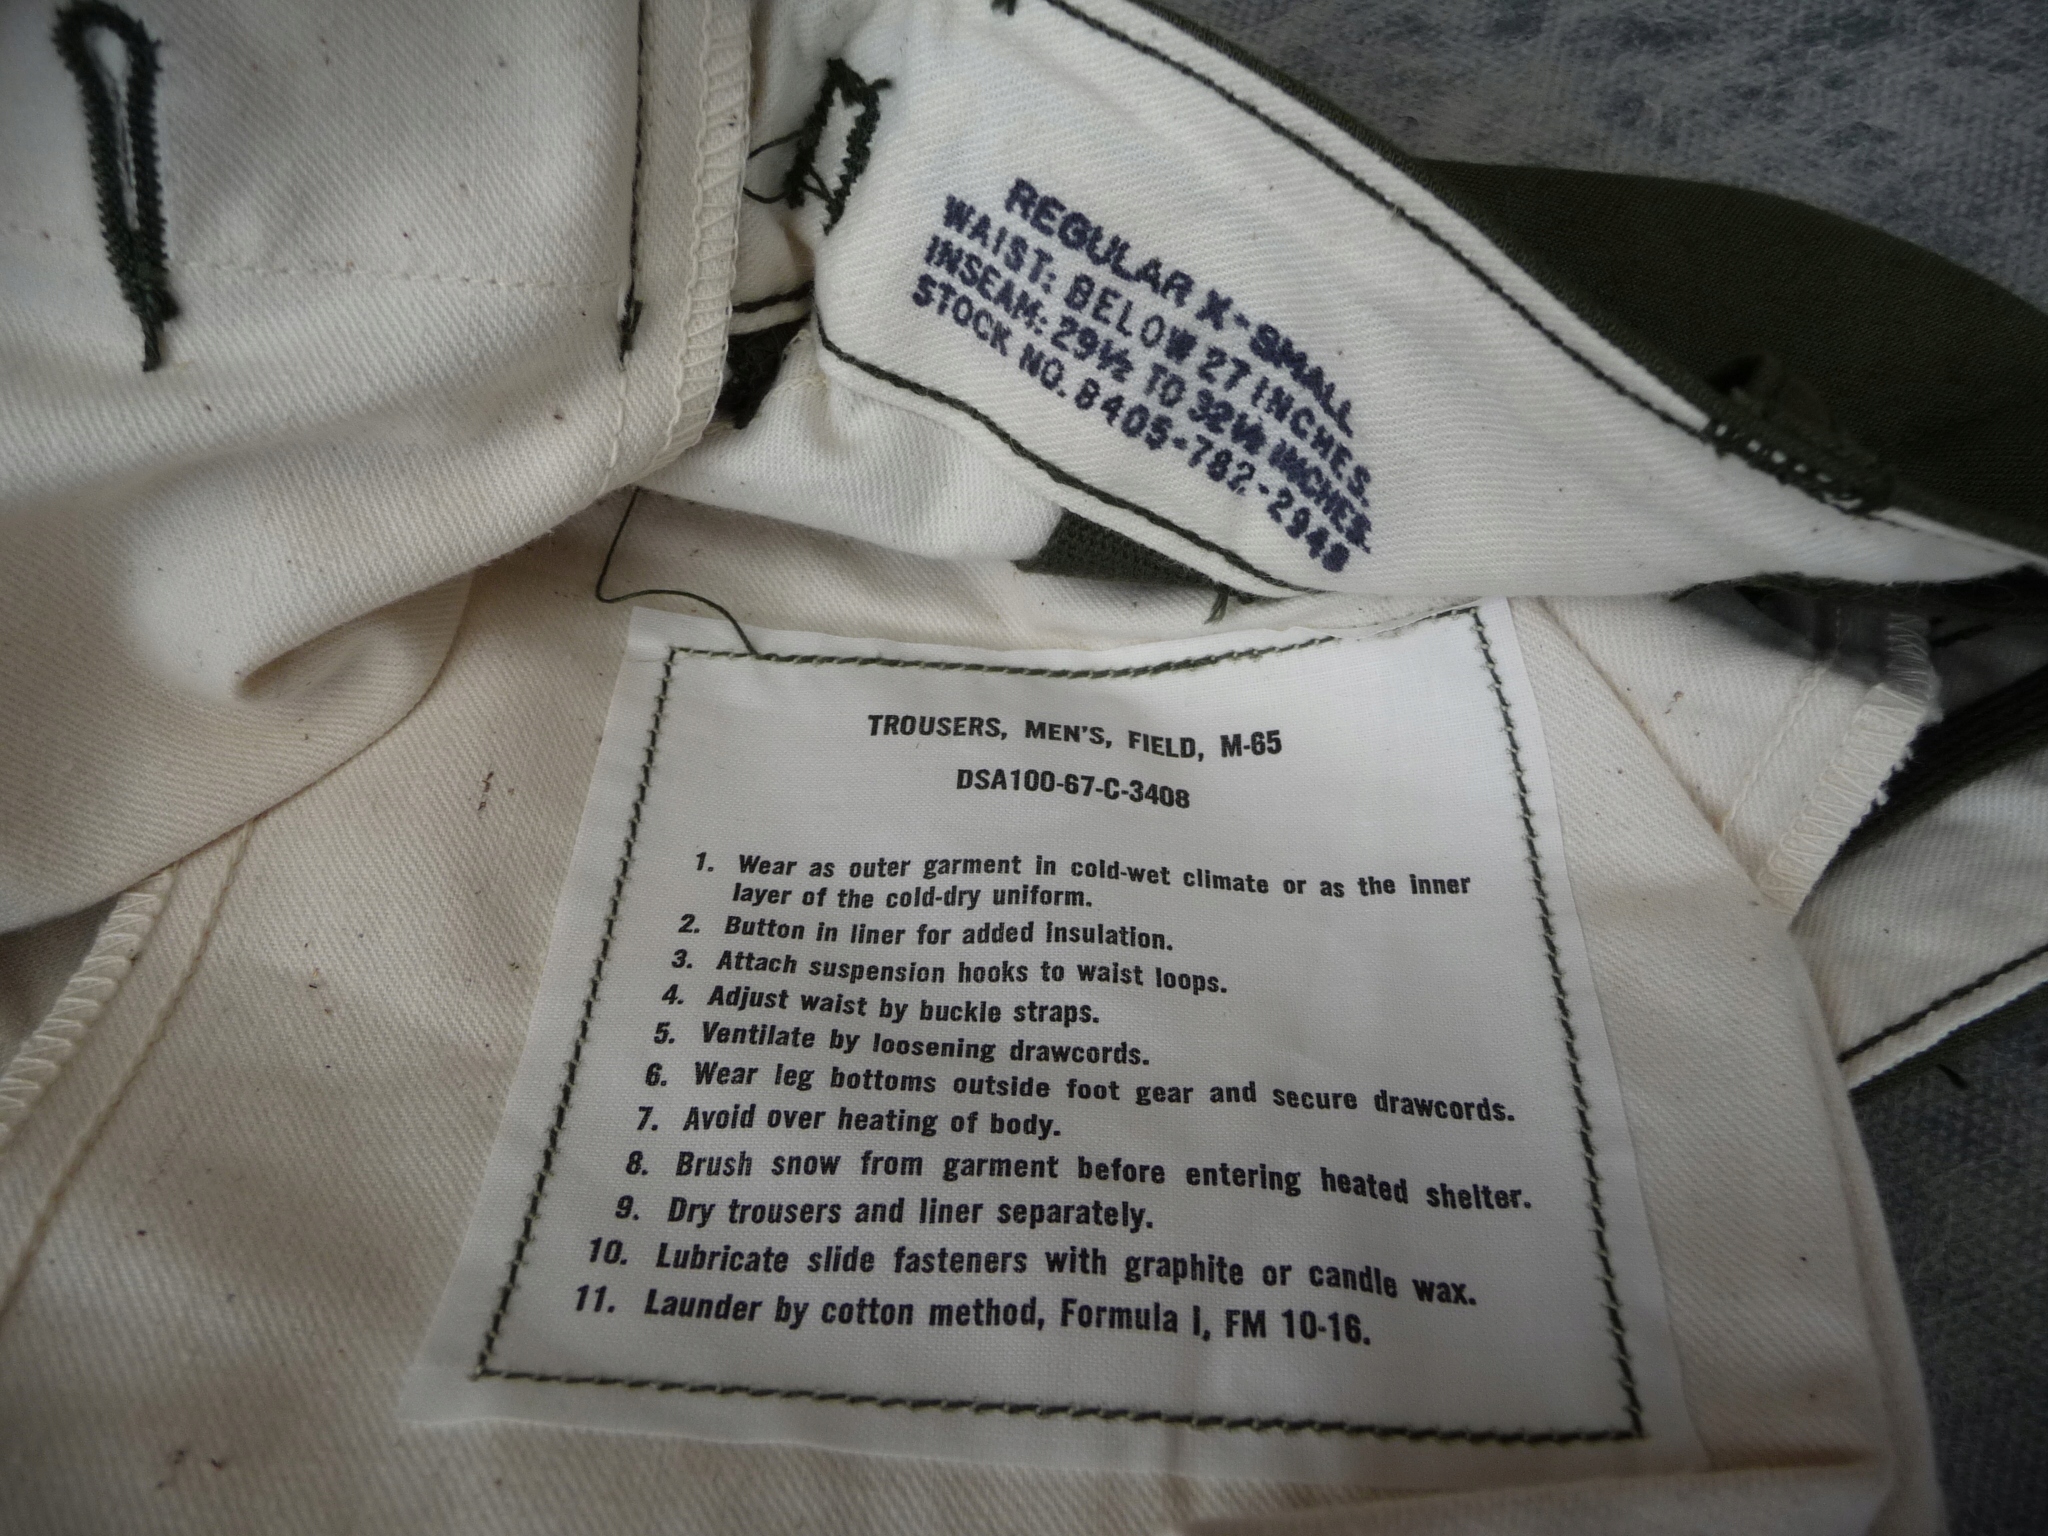 REGULAR X-SMALL
WAIST: BELOW 27 INCHES.
INSEAM: 29½ TO 32½ INCHES.
STOCK NO. 8405-782-2948
TROUSERS, MEN'S, FIELD, M-65
DSA100-67-C-3408
1. Wear as outer garment in cold-wet climate or as the inner
layer of the cold-dry uniform.
2. Button in liner for added insulation.
3. Attach suspension hooks to waist loops.
4. Adjust waist by buckle straps.
5. Ventilate by loosening drawcords.
6. Wear leg bottoms outside foot gear and secure drawcords.
7. Avoid over heating of body.
8. Brush snow from garment before entering heated shelter.
9. Dry trousers and liner separately.
10. Lubricate slide fasteners with graphite or candle wax.
11. Launder by cotton method, Formula I, FM 10-16.